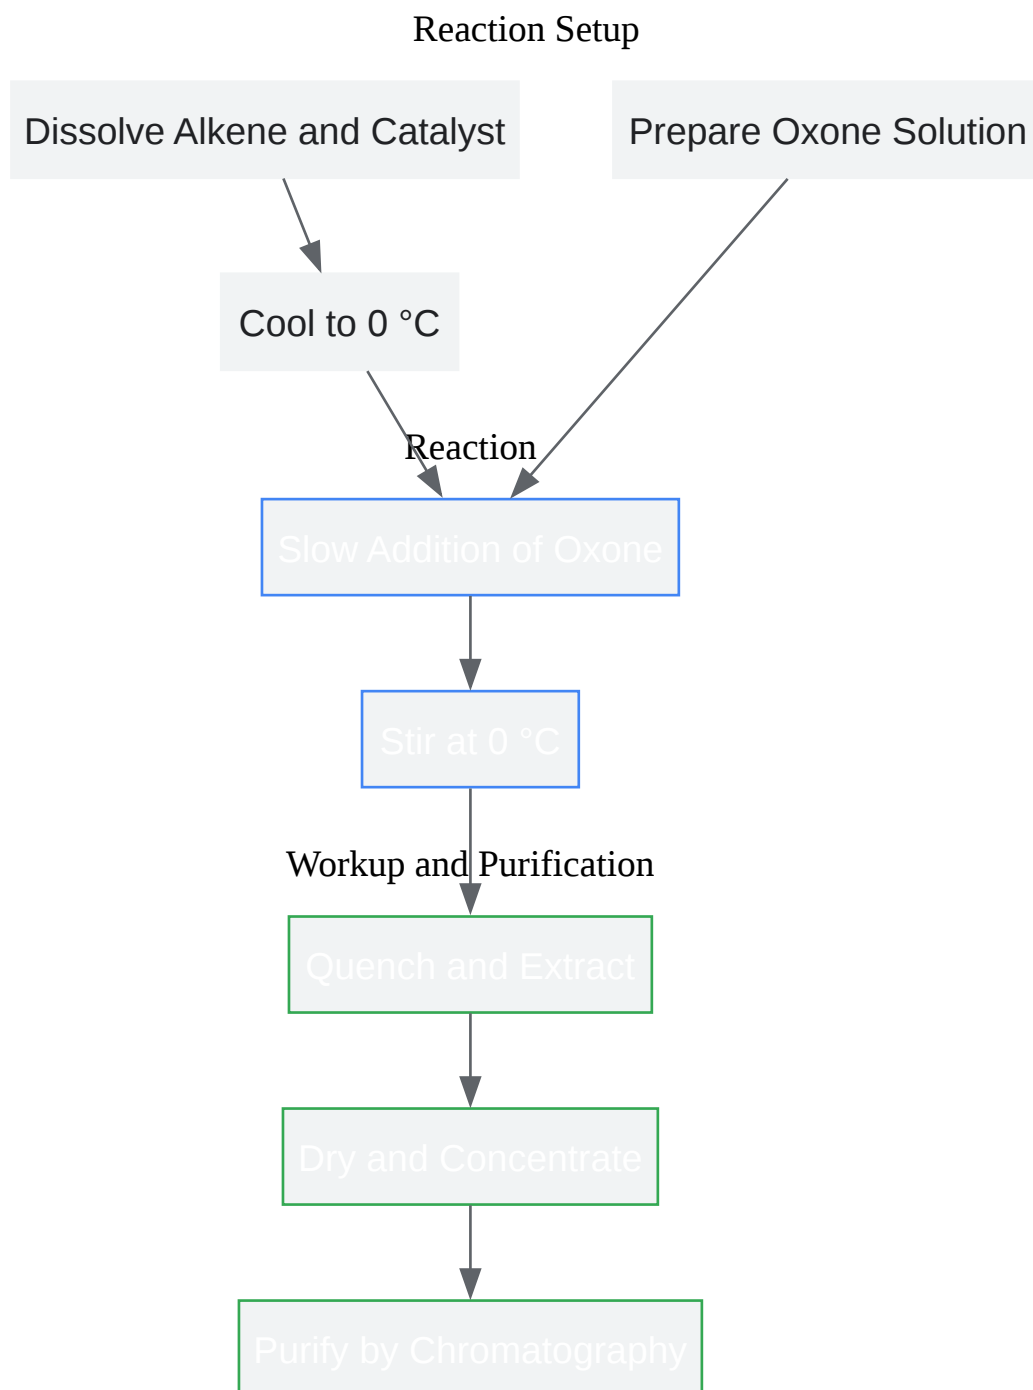 Reaction Setup
Dissolve Alkene and Catalyst
Prepare Oxone Solution
Cool to 0 °C
Reaction
Slow Addition of Oxone
Stir at 0 °C
Workup and Purification
Quench and Extract
Dry and Concentrate
Purify by Chromatography